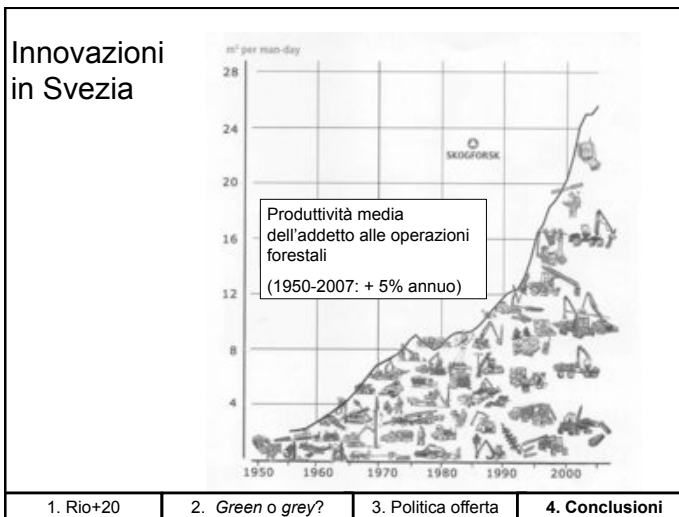 Innovazioni
in Svezia
m³ per man-day
28
24
20
16
12
8
4
SKOGFORSK
Produttività media
dell'addetto alle operazioni
forestali
(1950-2007: + 5% annuo)
1950 1960 1970 1980 1990 2000
1. Rio+20 2. Green o grey? 3. Politica offerta 4. Conclusioni